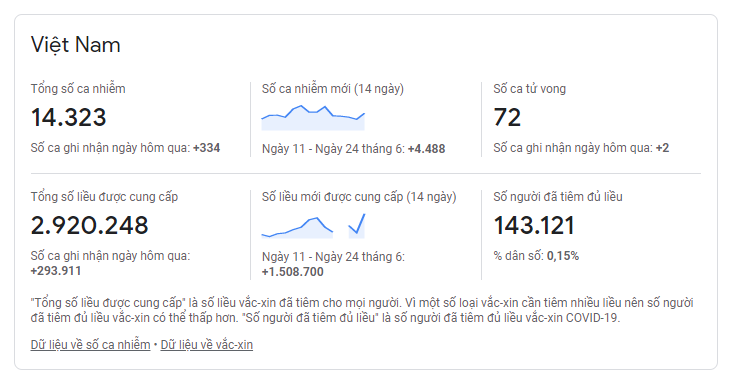 Việt Nam
Tổng số ca nhiễm
14.323
Số ca ghi nhận ngày hôm qua: +334
Số ca nhiễm mới (14 ngày)
Ngày 11 - Ngày 24 tháng 6: +4.488
Số ca tử vong
72
Số ca ghi nhận ngày hôm qua: +2
Tổng số liều được cung cấp
2.920.248
Số ca ghi nhận ngày hôm qua:
+293.911
Số liều mới được cung cấp (14 ngày)
Ngày 11 - Ngày 24 tháng 6:
+1.508.700
Số người đã tiêm đủ liều
143.121
% dân số: 0,15%
"Tổng số liều được cung cấp" là số liều vắc-xin đã tiêm cho mọi người. Vì một số loại vắc-xin cần tiêm nhiều liều nên số người
đã tiêm đủ liều vắc-xin có thể thấp hơn. "Số người đã tiêm đủ liều" là số người đã tiêm đủ liều vắc-xin COVID-19.
Dữ liệu về số ca nhiễm • Dữ liệu về vắc-xin